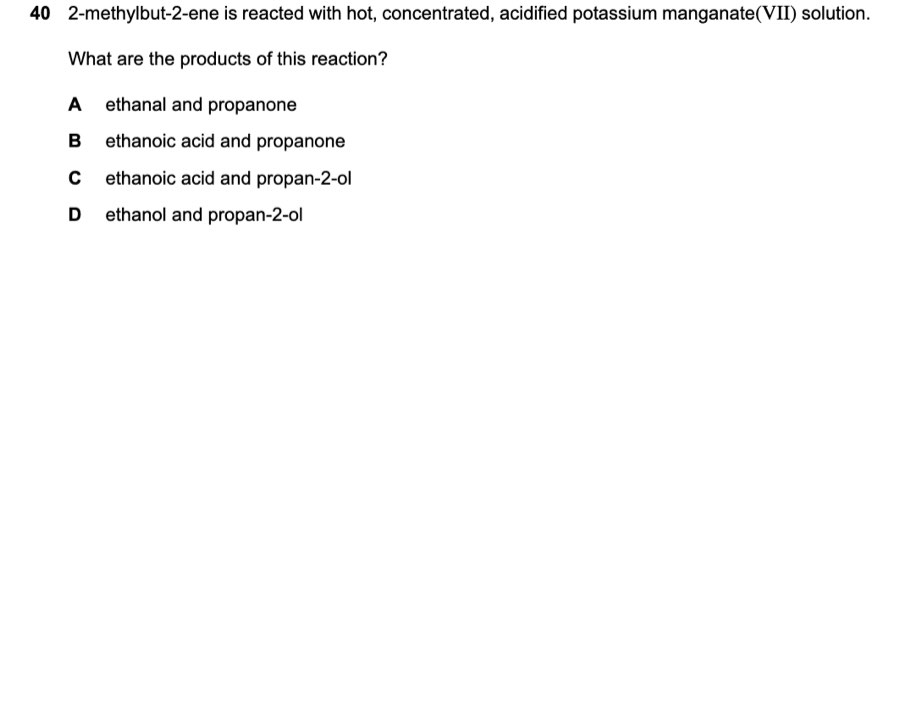 40 2-methylbut-2-ene is reacted with hot, concentrated, acidified potassium manganate(VII) solution.
What are the products of this reaction?
A ethanal and propanone
B ethanoic acid and propanone
C ethanoic acid and propan-2-ol
D ethanol and propan-2-ol